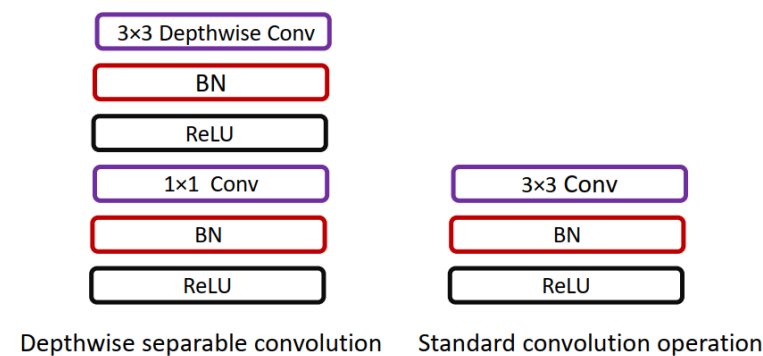 3×3 Depthwise Conv
BN
ReLU
1×1 Conv
BN
ReLU
Depthwise separable convolution
3×3 Conv
BN
ReLU
Standard convolution operation